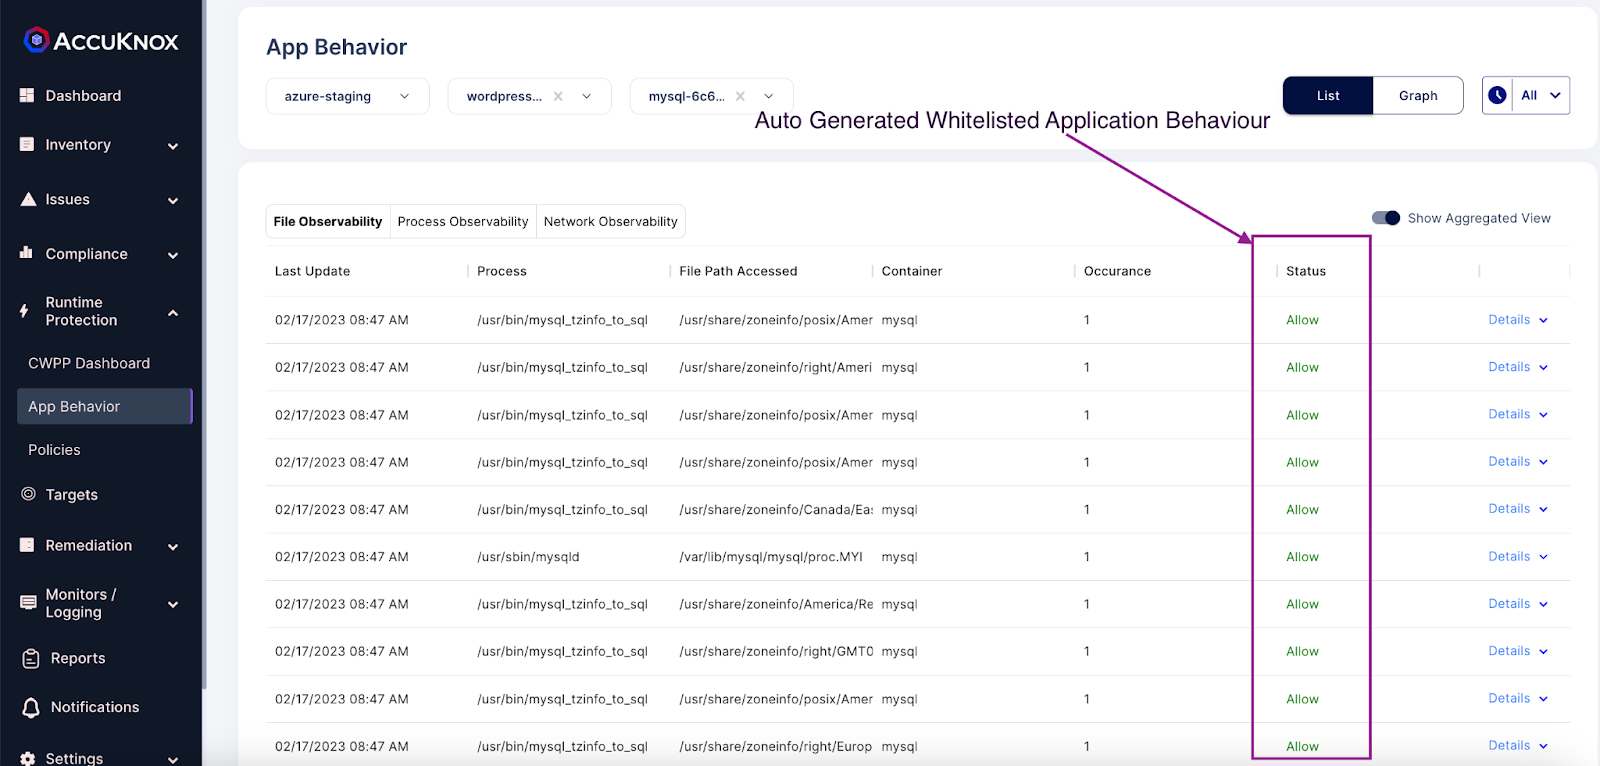 ACCUKNOX
Dashboard
Inventory
Issues
Compliance
Runtime
Protection
CWPP Dashboard
App Behavior
Policies
Targets
Remediation
Monitors /
Logging
Reports
Notifications
Settings
App Behavior
azure-staging wordpress... mysql-6c6... List Graph All
Auto Generated Whitelisted Application Behaviour
File Observability Process Observability Network Observability Show Aggregated View
Last Update Process File Path Accessed Container Occurance Status
02/17/2023 08:47 AM /usr/bin/mysql_tzinfo_to_sql /usr/share/zoneinfo/posix/Amer mysql 1 Allow Details
02/17/2023 08:47 AM /usr/bin/mysql_tzinfo_to_sql /usr/share/zoneinfo/right/Ameri mysql 1 Allow Details
02/17/2023 08:47 AM /usr/bin/mysql_tzinfo_to_sql /usr/share/zoneinfo/posix/Amer mysql 1 Allow Details
02/17/2023 08:47 AM /usr/bin/mysql_tzinfo_to_sql /usr/share/zoneinfo/posix/Amer mysql 1 Allow Details
02/17/2023 08:47 AM /usr/bin/mysql_tzinfo_to_sql /usr/share/zoneinfo/Canada/Eas mysql 1 Allow Details
02/17/2023 08:47 AM /usr/sbin/mysqld /var/lib/mysql/mysql/proc.MYI mysql 1 Allow Details
02/17/2023 08:47 AM /usr/bin/mysql_tzinfo_to_sql /usr/share/zoneinfo/America/Re mysql 1 Allow Details
02/17/2023 08:47 AM /usr/bin/mysql_tzinfo_to_sql /usr/share/zoneinfo/right/GMT0 mysql 1 Allow Details
02/17/2023 08:47 AM /usr/bin/mysql_tzinfo_to_sql /usr/share/zoneinfo/posix/Amer mysql 1 Allow Details
02/17/2023 08:47 AM /usr/bin/mysql_tzinfo_to_sql /usr/share/zoneinfo/right/Europ mysql 1 Allow Details